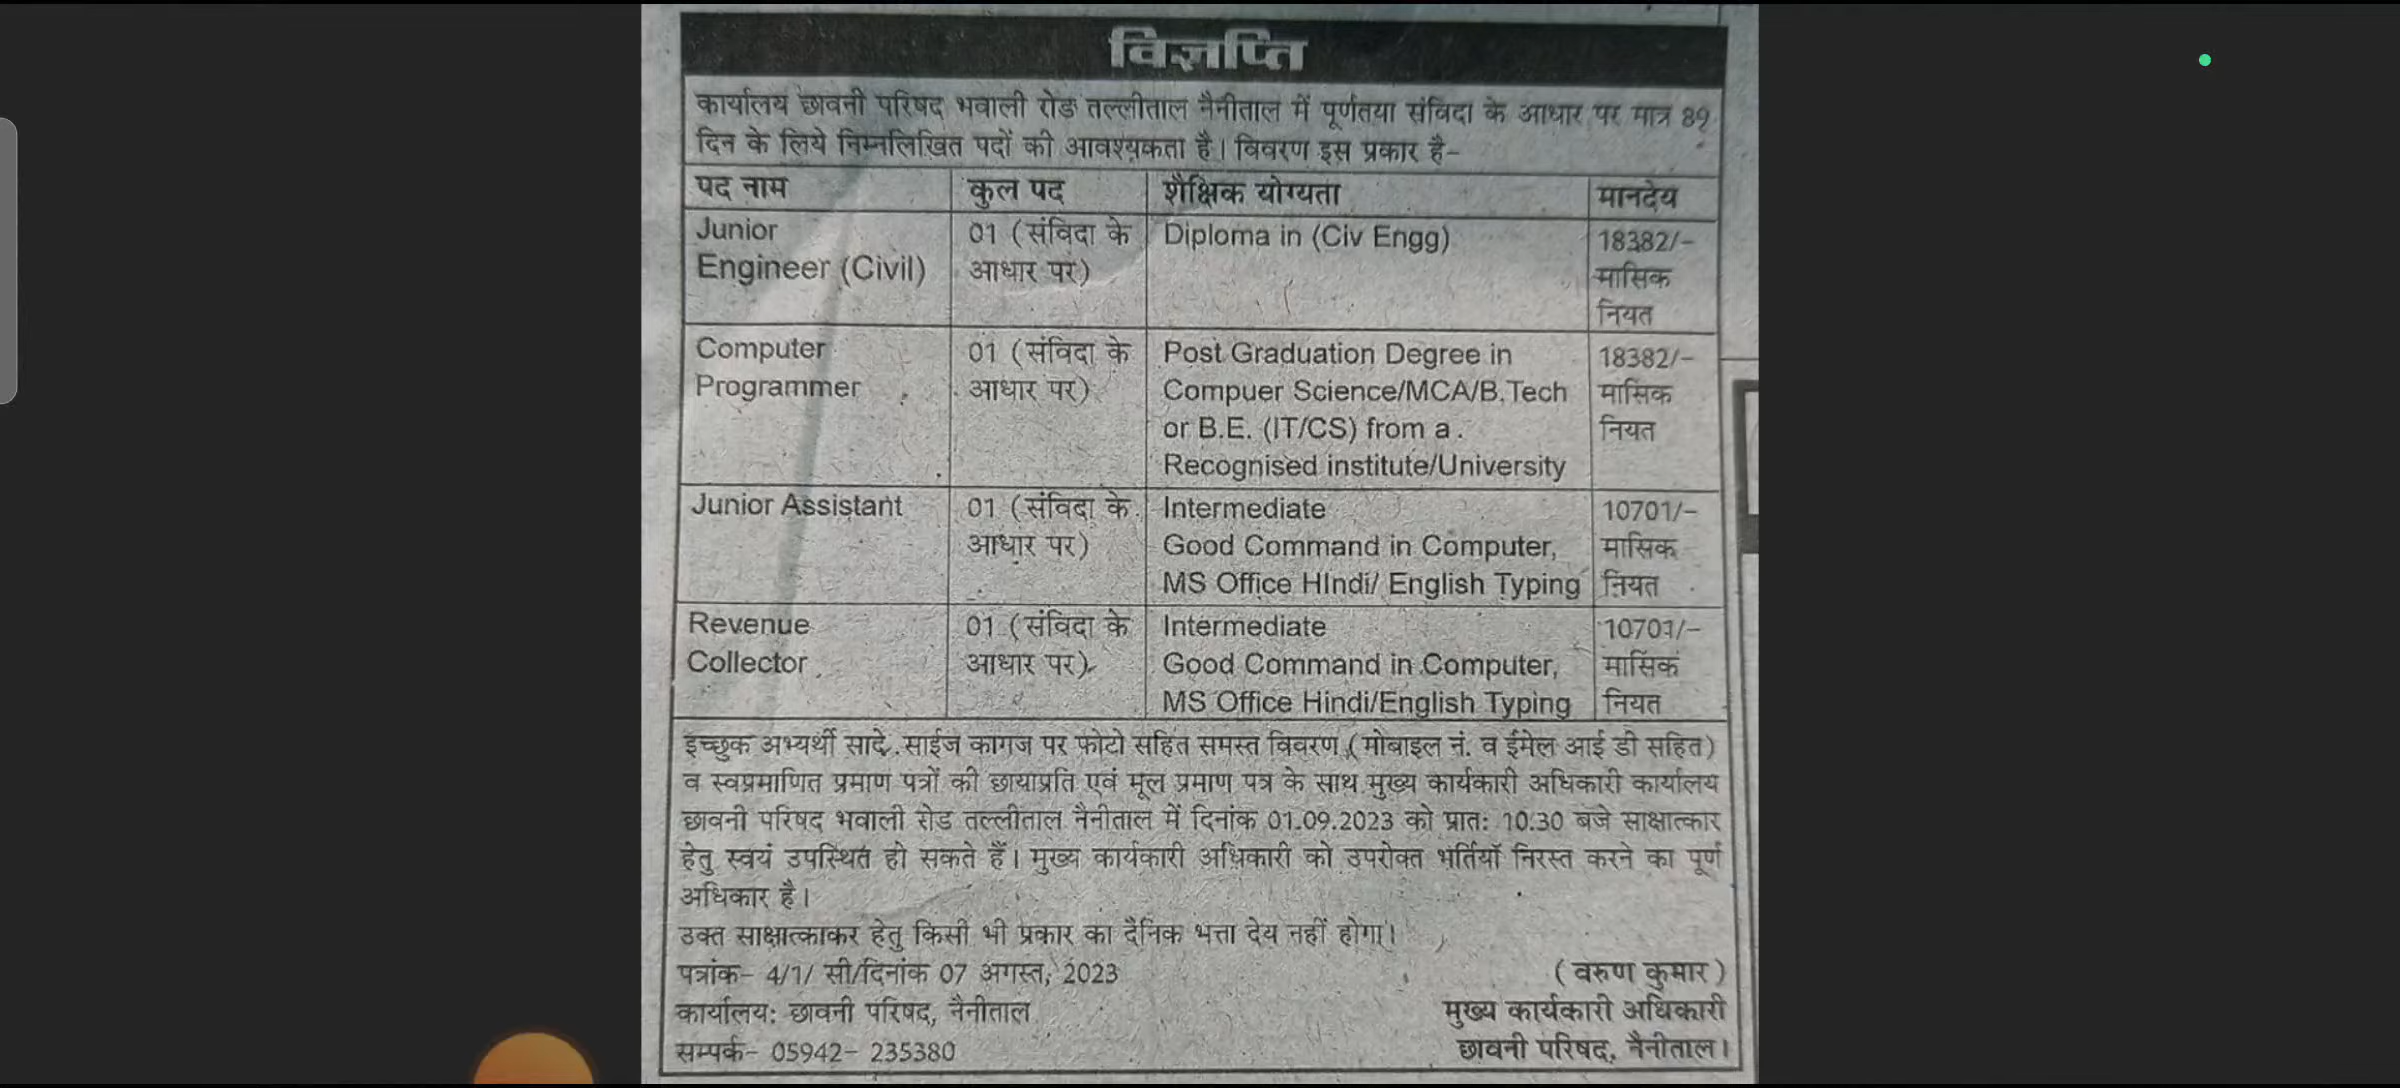 विज्ञप्ति
कार्यालय छावनी परिषद भवाली रोड तल्लीताल नैनीताल में पूर्णतया संविदा के आधार पर मात्र 89
दिन के लिये निम्नलिखित पदों की आवश्यकता है। विवरण इस प्रकार है-
पद नाम कुल पद शैक्षिक योग्यता मानदेय
Junior 01 (संविदा के Diploma in (Civ Engg) 18382/-
Engineer (Civil) आधार पर) मासिक
नियत
Computer 01 (संविदा के Post Graduation Degree in 18382/-
Programmer आधार पर) Compuer Science/MCA/B.Tech मासिक
or B.E. (IT/CS) from a नियत
Recognised institute/University
Junior Assistant 01 (संविदा के Intermediate 10701/-
आधार पर) Good Command in Computer, मासिक
MS Office HIndi/ English Typing नियत
Revenue 01 (संविदा के Intermediate 10701/-
Collector आधार पर) Good Command in Computer, मासिक
MS Office Hindi/English Typing नियत
इच्छुक अभ्यर्थी सादे साईज कागज पर फोटो सहित समस्त विवरण (मोबाइल नं. व ईमेल आई डी सहित)
व स्वप्रमाणित प्रमाण पत्रों की छायाप्रति एवं मूल प्रमाण पत्र के साथ मुख्य कार्यकारी अधिकारी कार्यालय
छावनी परिषद भवाली रोड तल्लीताल नैनीताल में दिनांक 01.09.2023 को प्रातः 10.30 बजे साक्षात्कार
हेतु स्वयं उपस्थित हो सकते हैं। मुख्य कार्यकारी अधिकारी को उपरोक्त भर्तियॉ निरस्त करने का पूर्ण
अधिकार है।
उक्त साक्षात्काकर हेतु किसी भी प्रकार का दैनिक भत्ता देय नहीं होगा।
पत्रांक- 4/1/ सी/दिनांक 07 अगस्त, 2023 (वरुण कुमार)
कार्यालय: छावनी परिषद, नैनीताल मुख्य कार्यकारी अधिकारी
सम्पर्क- 05942- 235380 छावनी परिषद, नैनीताल।